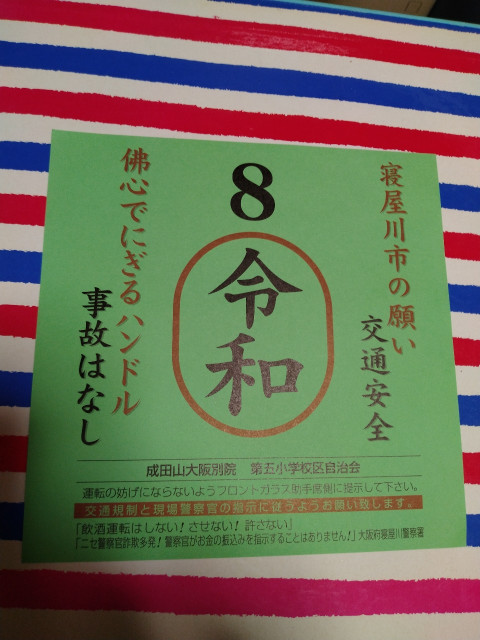 寝屋川市の願い
交通安全
8
令和
佛心でにぎるハンドル
事故はなし
成田山大阪別院　第五小学校区自治会
運転の妨げにならないようフロントガラス助手席側に提示して下さい。
交通規制と現場警察官の指示に従うようお願い致します。
「飲酒運転はしない！させない！許さない」
「ニセ警察官詐欺多発！警察官がお金の振込みを指示することはありません！」大阪府寝屋川警察署